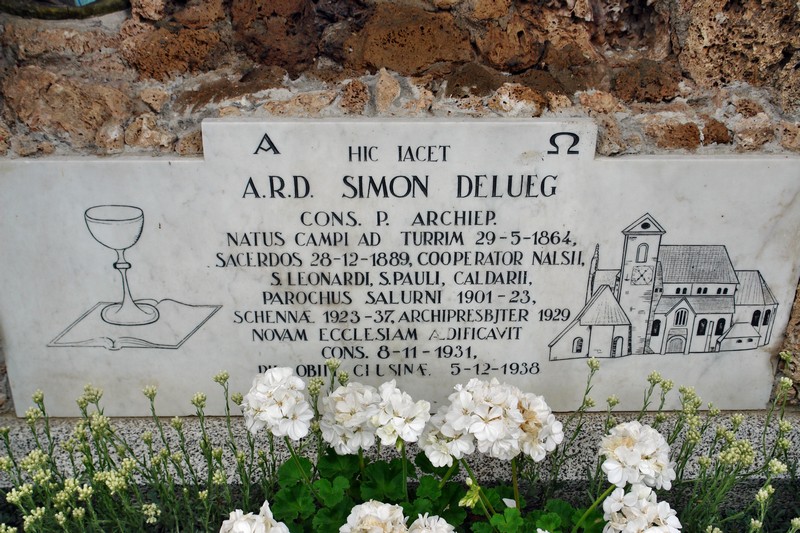 Α Ω
HIC IACET
A.R.D. SIMON DELUEG
CONS. P. ARCHIEP.
NATUS CAMPI AD TURRIM 29-5-1864,
SACERDOS 28-12-1889, COOPERATOR NALSII,
S. LEONARDI, S. PAULI, CALDARII,
PAROCHUS SALURNI 1901-23,
SCHENNÆ 1923-37, ARCHIPRESBJTER 1929
NOVAM ECCLESIAM ÆDIFICAVIT
CONS. 8-11-1931,
OBIIT CLUSINÆ 5-12-1938